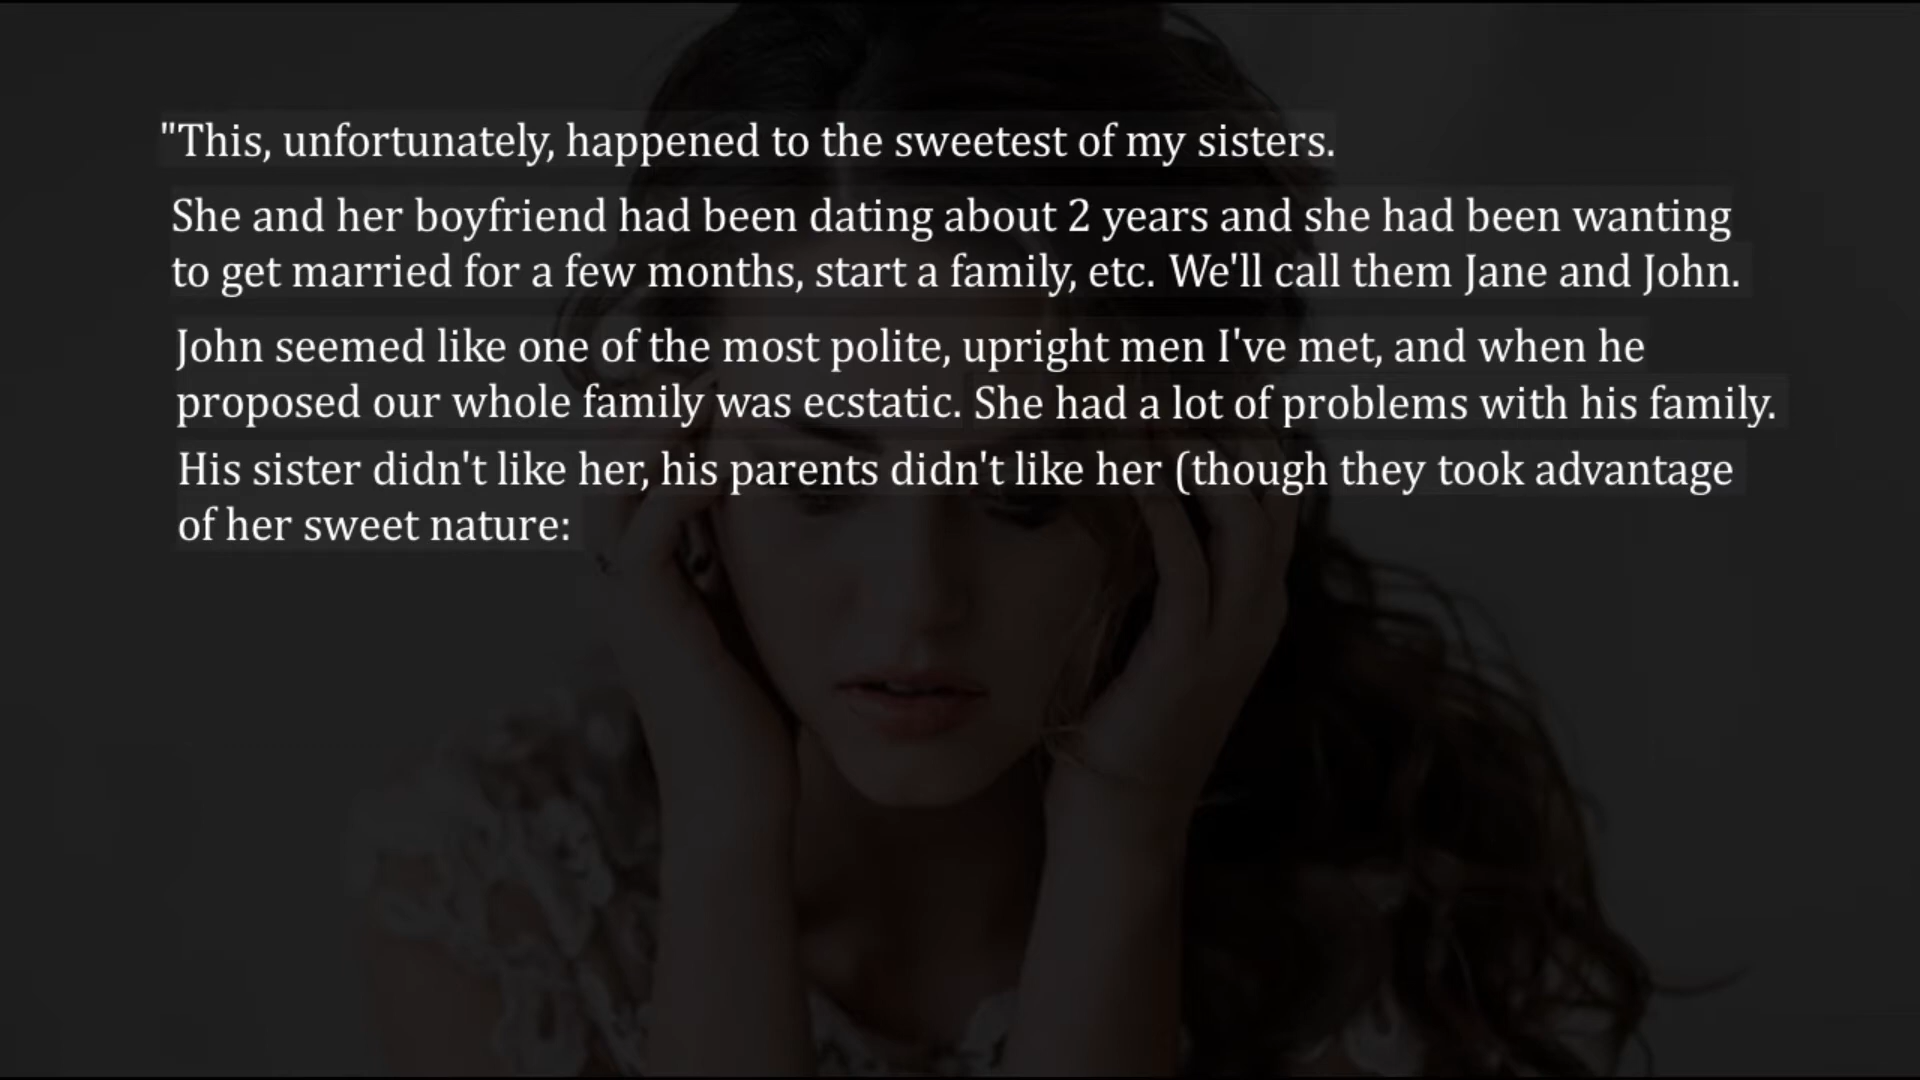 "This, unfortunately, happened to the sweetest of my sisters.
She and her boyfriend had been dating about 2 years and she had been wanting
to get married for a few months, start a family, etc. We'll call them Jane and John.
John seemed like one of the most polite, upright men I've met, and when he
proposed our whole family was ecstatic. She had a lot of problems with his family.
His sister didn't like her, his parents didn't like her (though they took advantage
of her sweet nature: